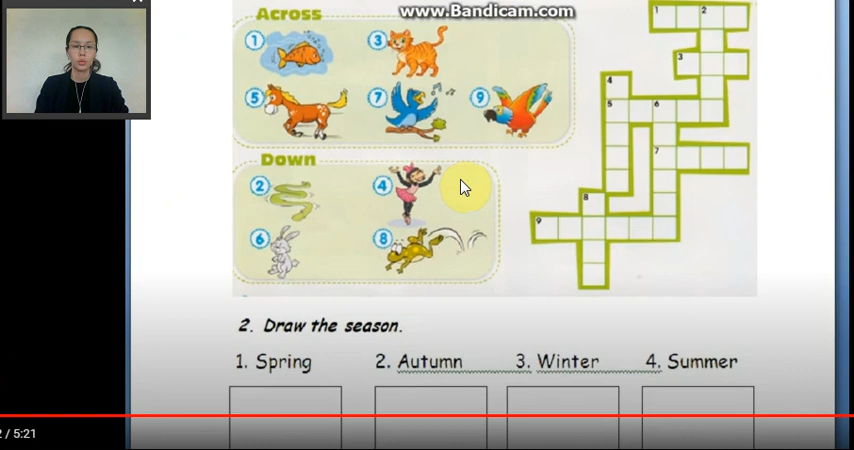 www.Bandicam.com
Across
1 3
5 7 9
Down
2 4
6 8
1 2
3
4
5 6
7
8
9
2. Draw the season.
1. Spring 2. Autumn 3. Winter 4. Summer
2 / 5:21